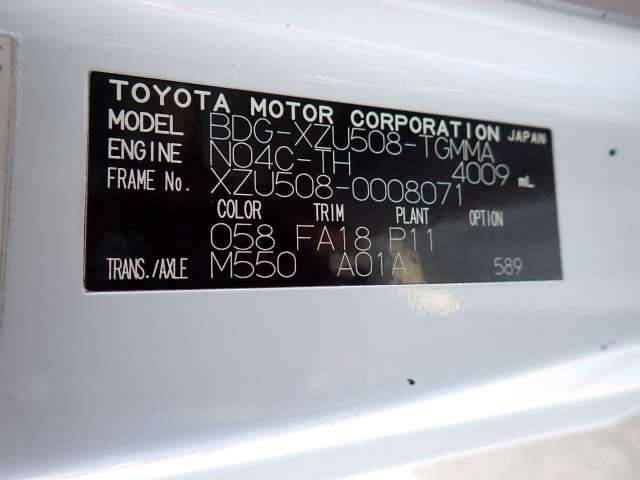 TOYOTA MOTOR CORPORATION JAPAN
MODEL BDG-XZU508-TGMMA
ENGINE N04C-TH 4009 mL
FRAME No. XZU508-0008071
COLOR TRIM PLANT OPTION
058 FA18 P11
TRANS./AXLE M550 A01A 589